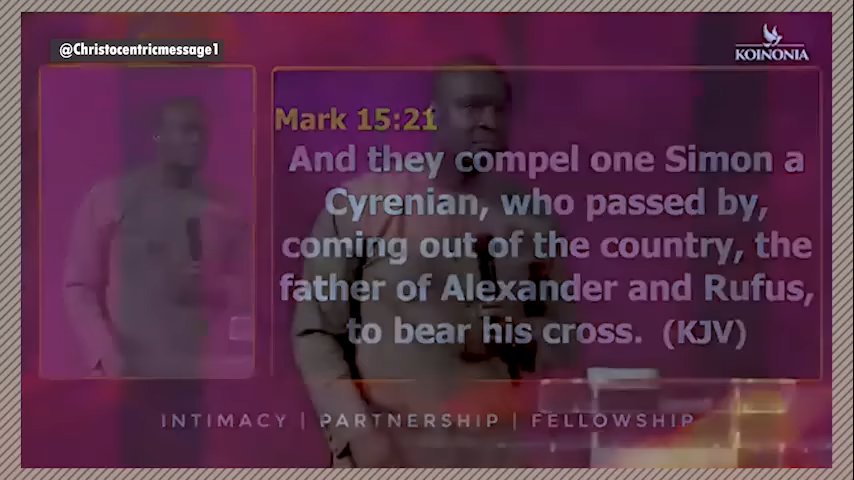 @Christocentricmessage1
KOINONIA
Mark 15:21
And they compel one Simon a
Cyrenian, who passed by,
coming out of the country, the
father of Alexander and Rufus,
to bear his cross. (KJV)
INTIMACY | PARTNERSHIP | FELLOWSHIP